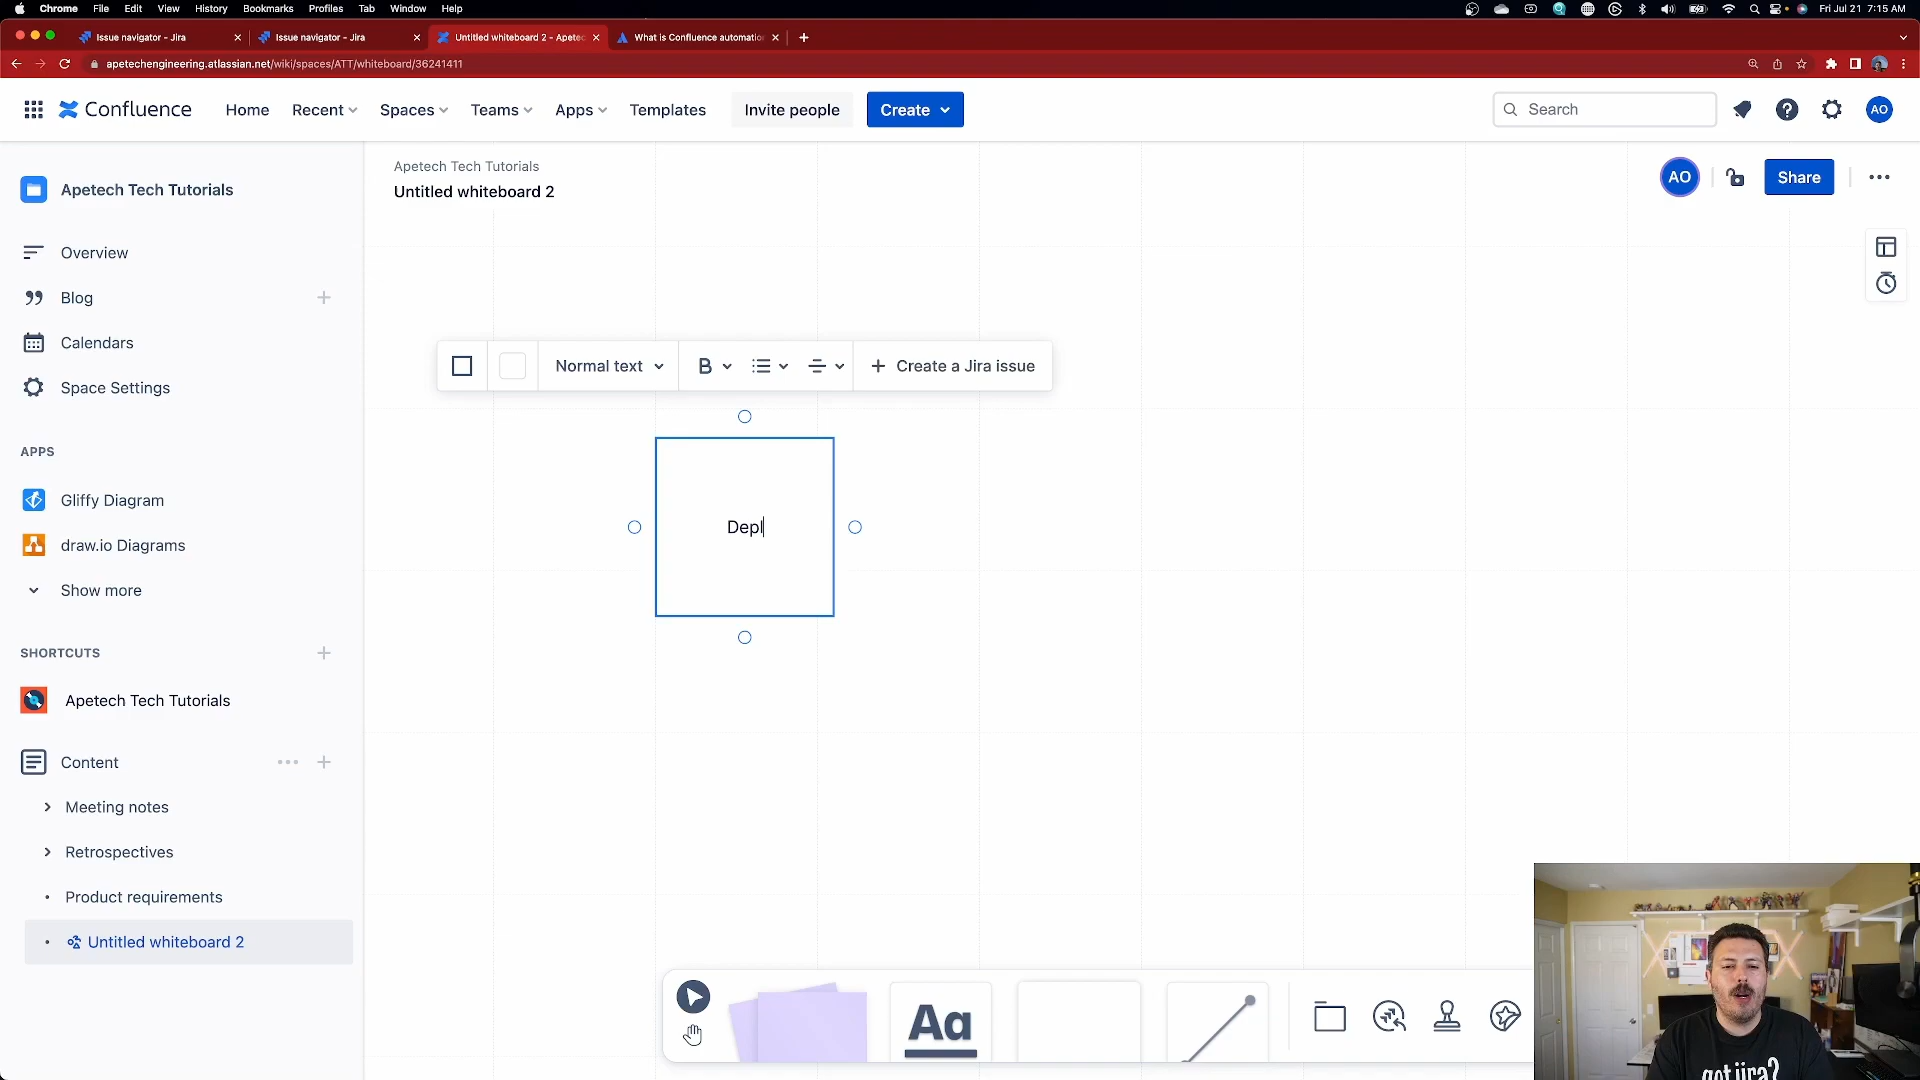 Chrome File Edit View History Bookmarks Profiles Tab Window Help
Fri Jul 21 7:15 AM
Issue navigator - Jira
Issue navigator - Jira
Untitled whiteboard 2 - Apetec
What is Confluence automatio
apetechengineering.atlassian.net/wiki/spaces/ATT/whiteboard/36241411
Confluence Home Recent Spaces Teams Apps Templates Invite people Create
Search
AO
Apetech Tech Tutorials
Overview
Blog
Calendars
Space Settings
APPS
Gliffy Diagram
draw.io Diagrams
Show more
SHORTCUTS
Apetech Tech Tutorials
Content
Meeting notes
Retrospectives
Product requirements
Untitled whiteboard 2
Apetech Tech Tutorials
Untitled whiteboard 2
AO
Share
Normal text B Create a Jira issue
Depl
Aa
got jira?